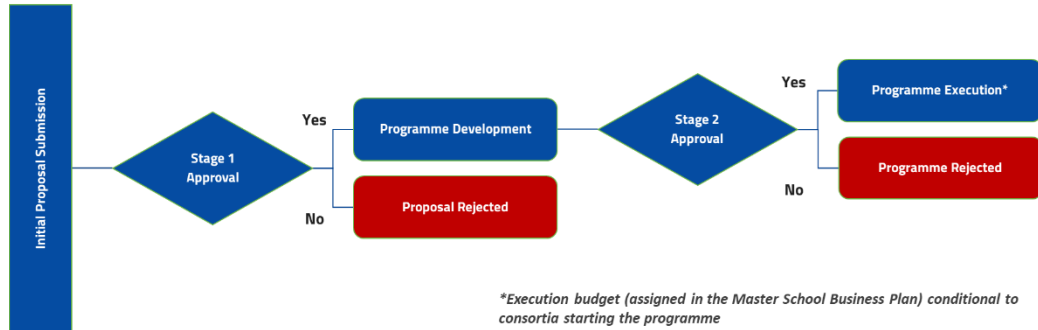 Initial Proposal Submission
Stage 1
Approval
Yes
No
Programme Development
Proposal Rejected
Stage 2
Approval
Yes
No
Programme Execution*
Programme Rejected
*Execution budget (assigned in the Master School Business Plan) conditional to
consortia starting the programme